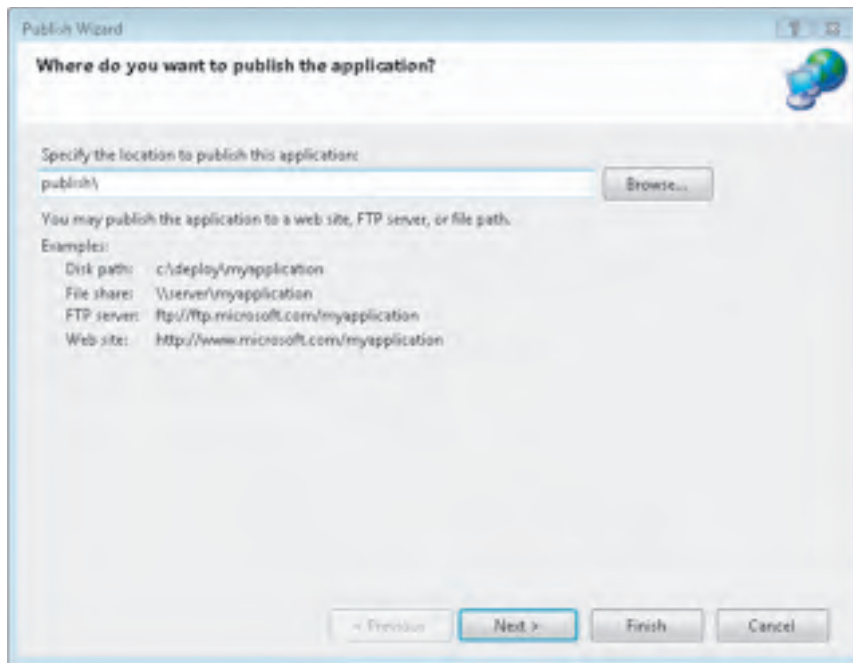 Publish Wizard
Where do you want to publish the application?
Specify the location to publish this application:
publish\
Browse...
You may publish the application to a web site, FTP server, or file path.
Examples:
Disk path: c:\deploy\myapplication
File share: \\server\myapplication
FTP server: ftp://ftp.microsoft.com/myapplication
Web site: http://www.microsoft.com/myapplication
< Previous Next > Finish Cancel